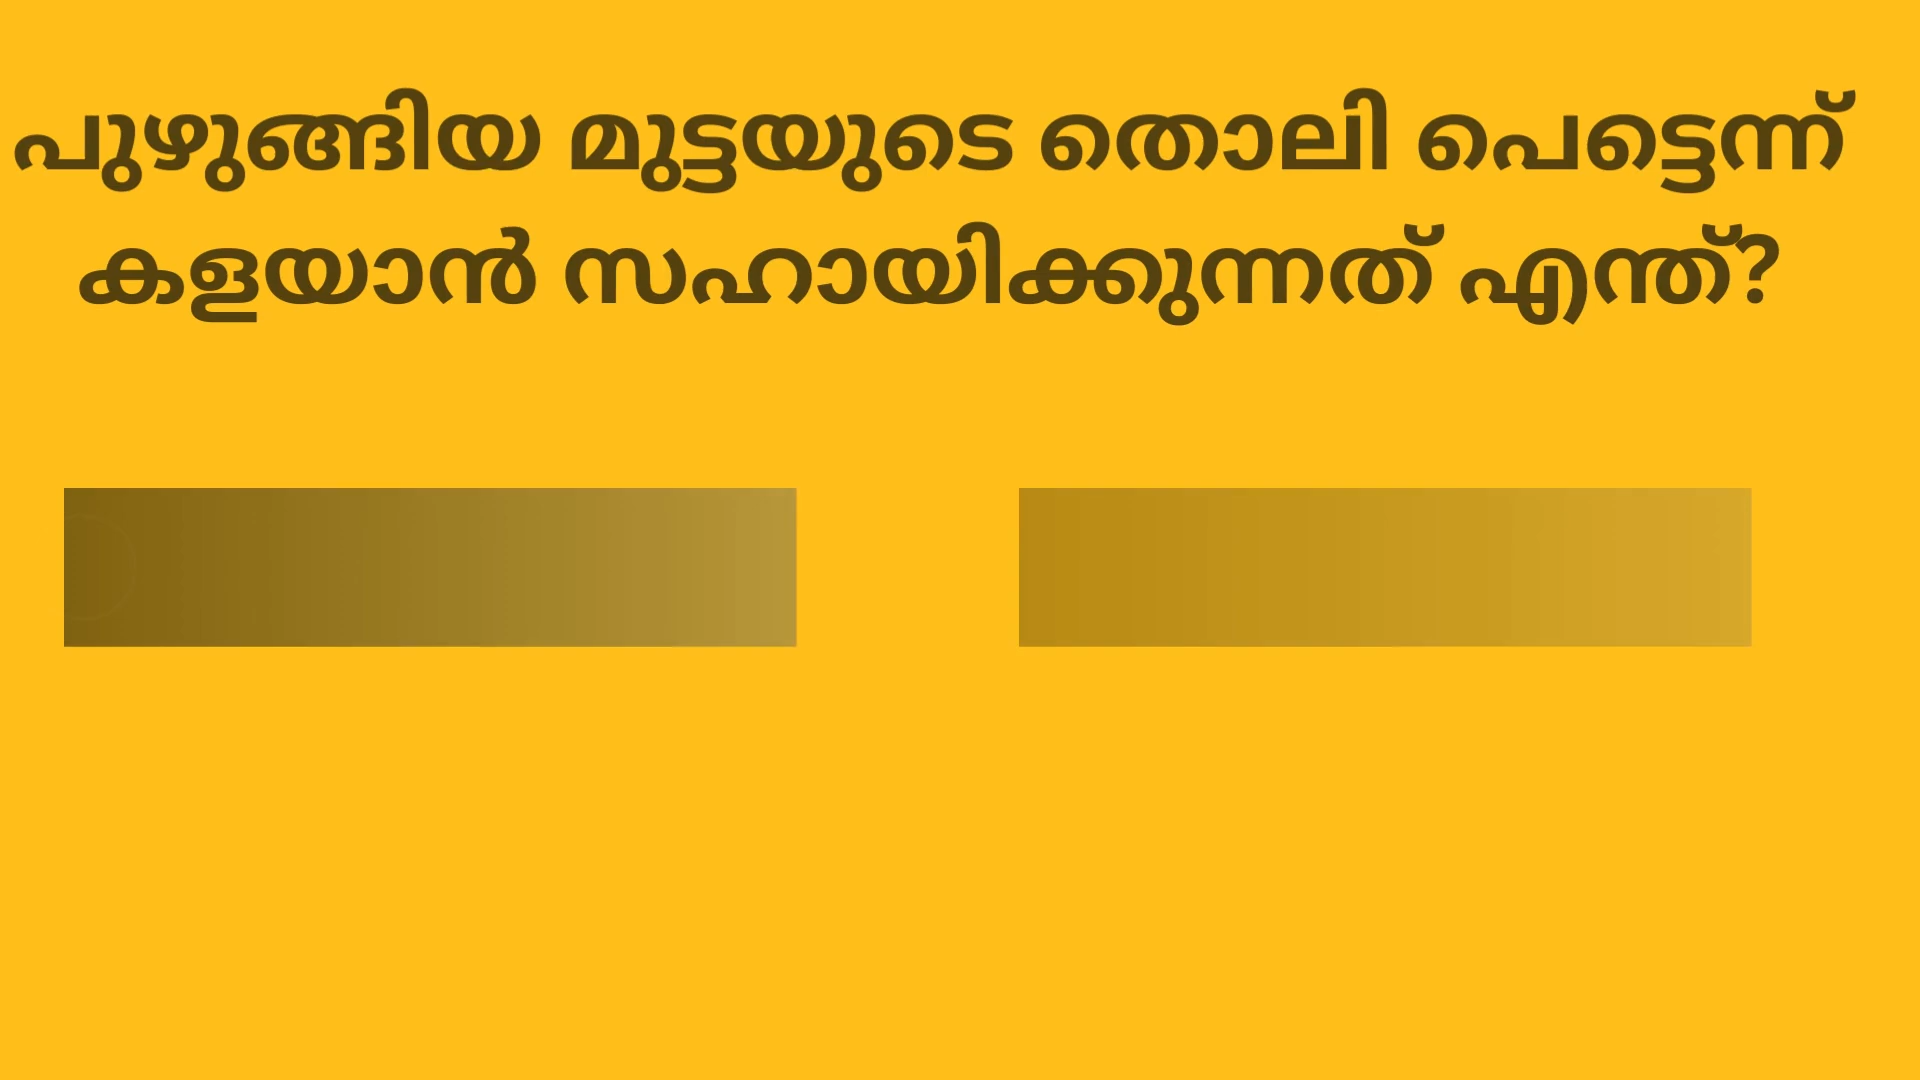 പുഴുങ്ങിയ മുട്ടയുടെ തൊലി പെട്ടെന്ന്
കളയാൻ സഹായിക്കുന്നത് എന്ത്?